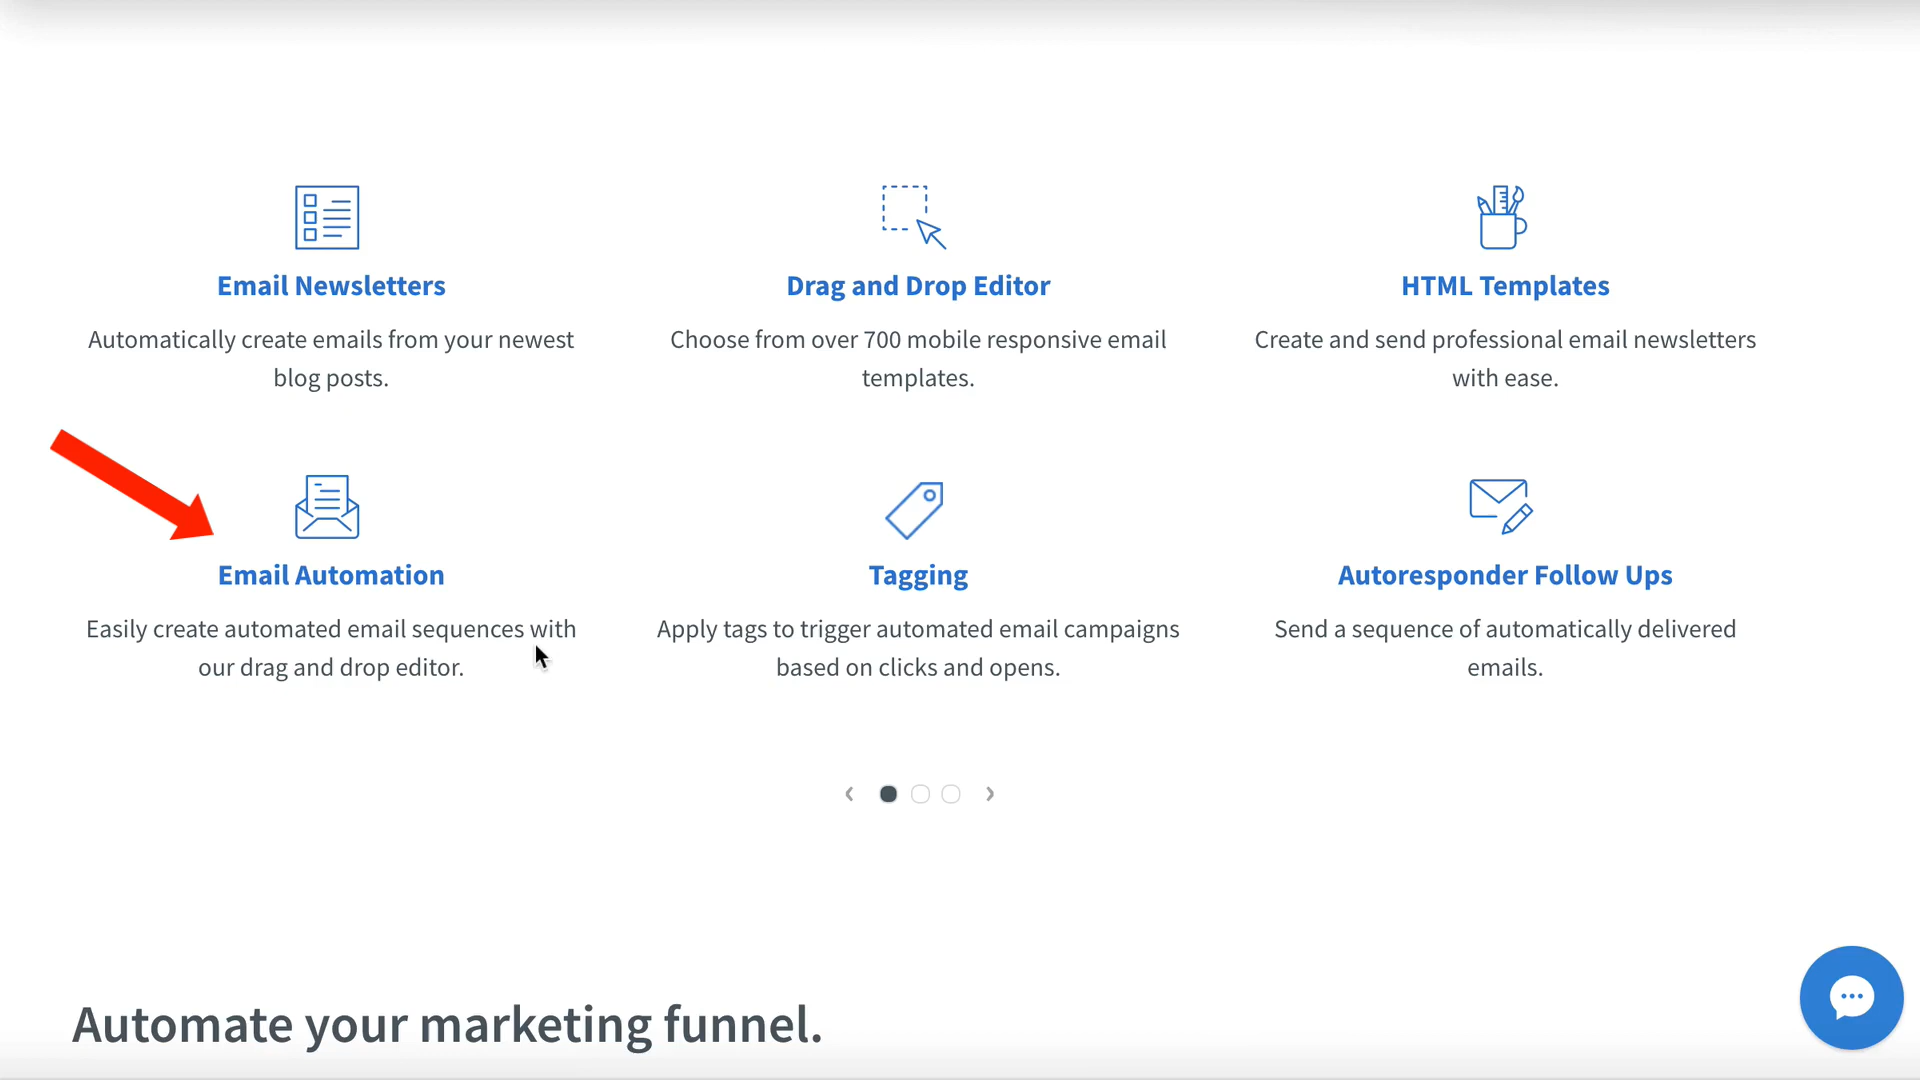 Email Newsletters
Automatically create emails from your newest
blog posts.
Drag and Drop Editor
Choose from over 700 mobile responsive email
templates.
HTML Templates
Create and send professional email newsletters
with ease.
Email Automation
Easily create automated email sequences with
our drag and drop editor.
Tagging
Apply tags to trigger automated email campaigns
based on clicks and opens.
Autoresponder Follow Ups
Send a sequence of automatically delivered
emails.
Automate your marketing funnel.